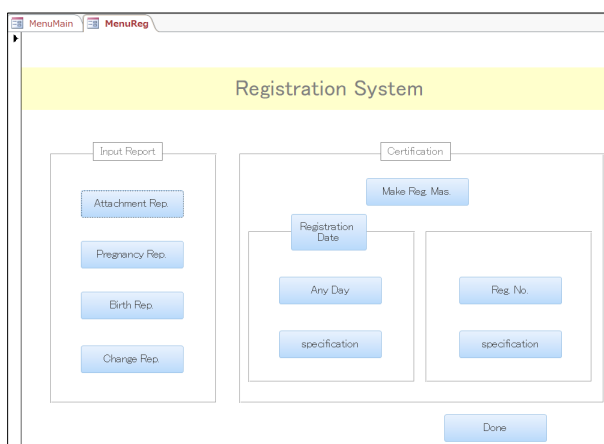 MenuMain MenuReg
Registration System
Input Report
Attachment Rep.
Pregnancy Rep.
Birth Rep.
Change Rep.
Certification
Make Reg. Mas.
Registration
Date
Any Day
specification
Reg. No.
specification
Done